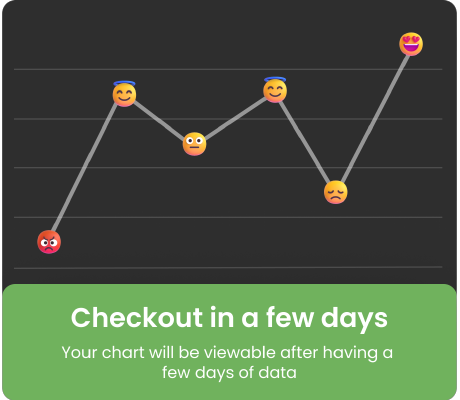 Checkout in a few days
Your chart will be viewable after having a
few days of data